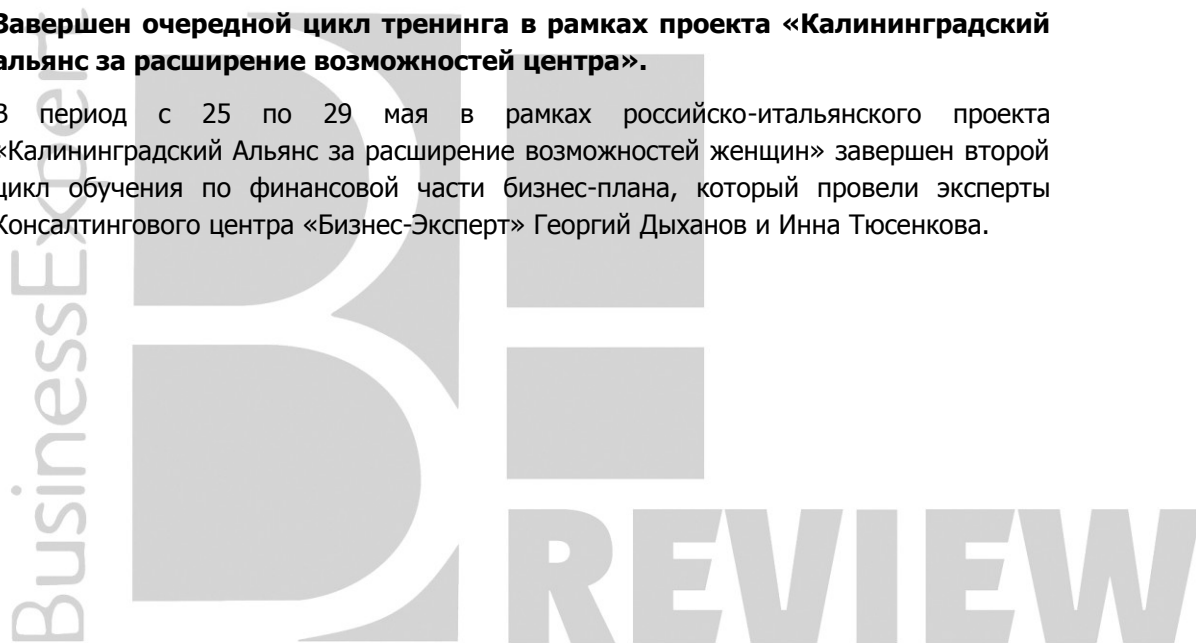 Завершен очередной цикл тренинга в рамках проекта «Калининградский
альянс за расширение возможностей центра».
В период с 25 по 29 мая в рамках российско-итальянского проекта
«Калининградский Альянс за расширение возможностей женщин» завершен второй
цикл обучения по финансовой части бизнес-плана, который провели эксперты
Консалтингового центра «Бизнес-Эксперт» Георгий Дыханов и Инна Тюсенкова.
BusinessExpert
REVIEW